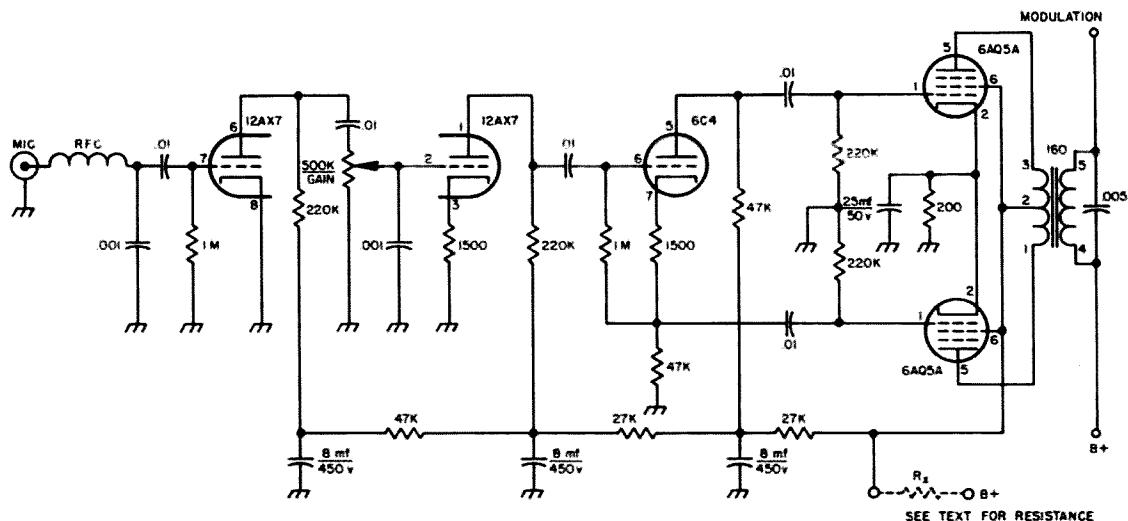 MODULATION
6AQ5A
5
6
1
2
.01
12AX7
12AX7
6C4
MIC
RFC
.01
6
7
8
.01
500K
GAIN
1
2
3
.01
5
6
7
220K
160
3
5
2
1
4
.005
25mf
50v
200
.001
1M
220K
.001
1500
220K
1M
1500
47K
220K
2
1
6
5
.01
6AQ5A
47K
47K
27K
27K
8 mf
450v
8 mf
450v
8 mf
450v
B+
Rx
B+
SEE TEXT FOR RESISTANCE